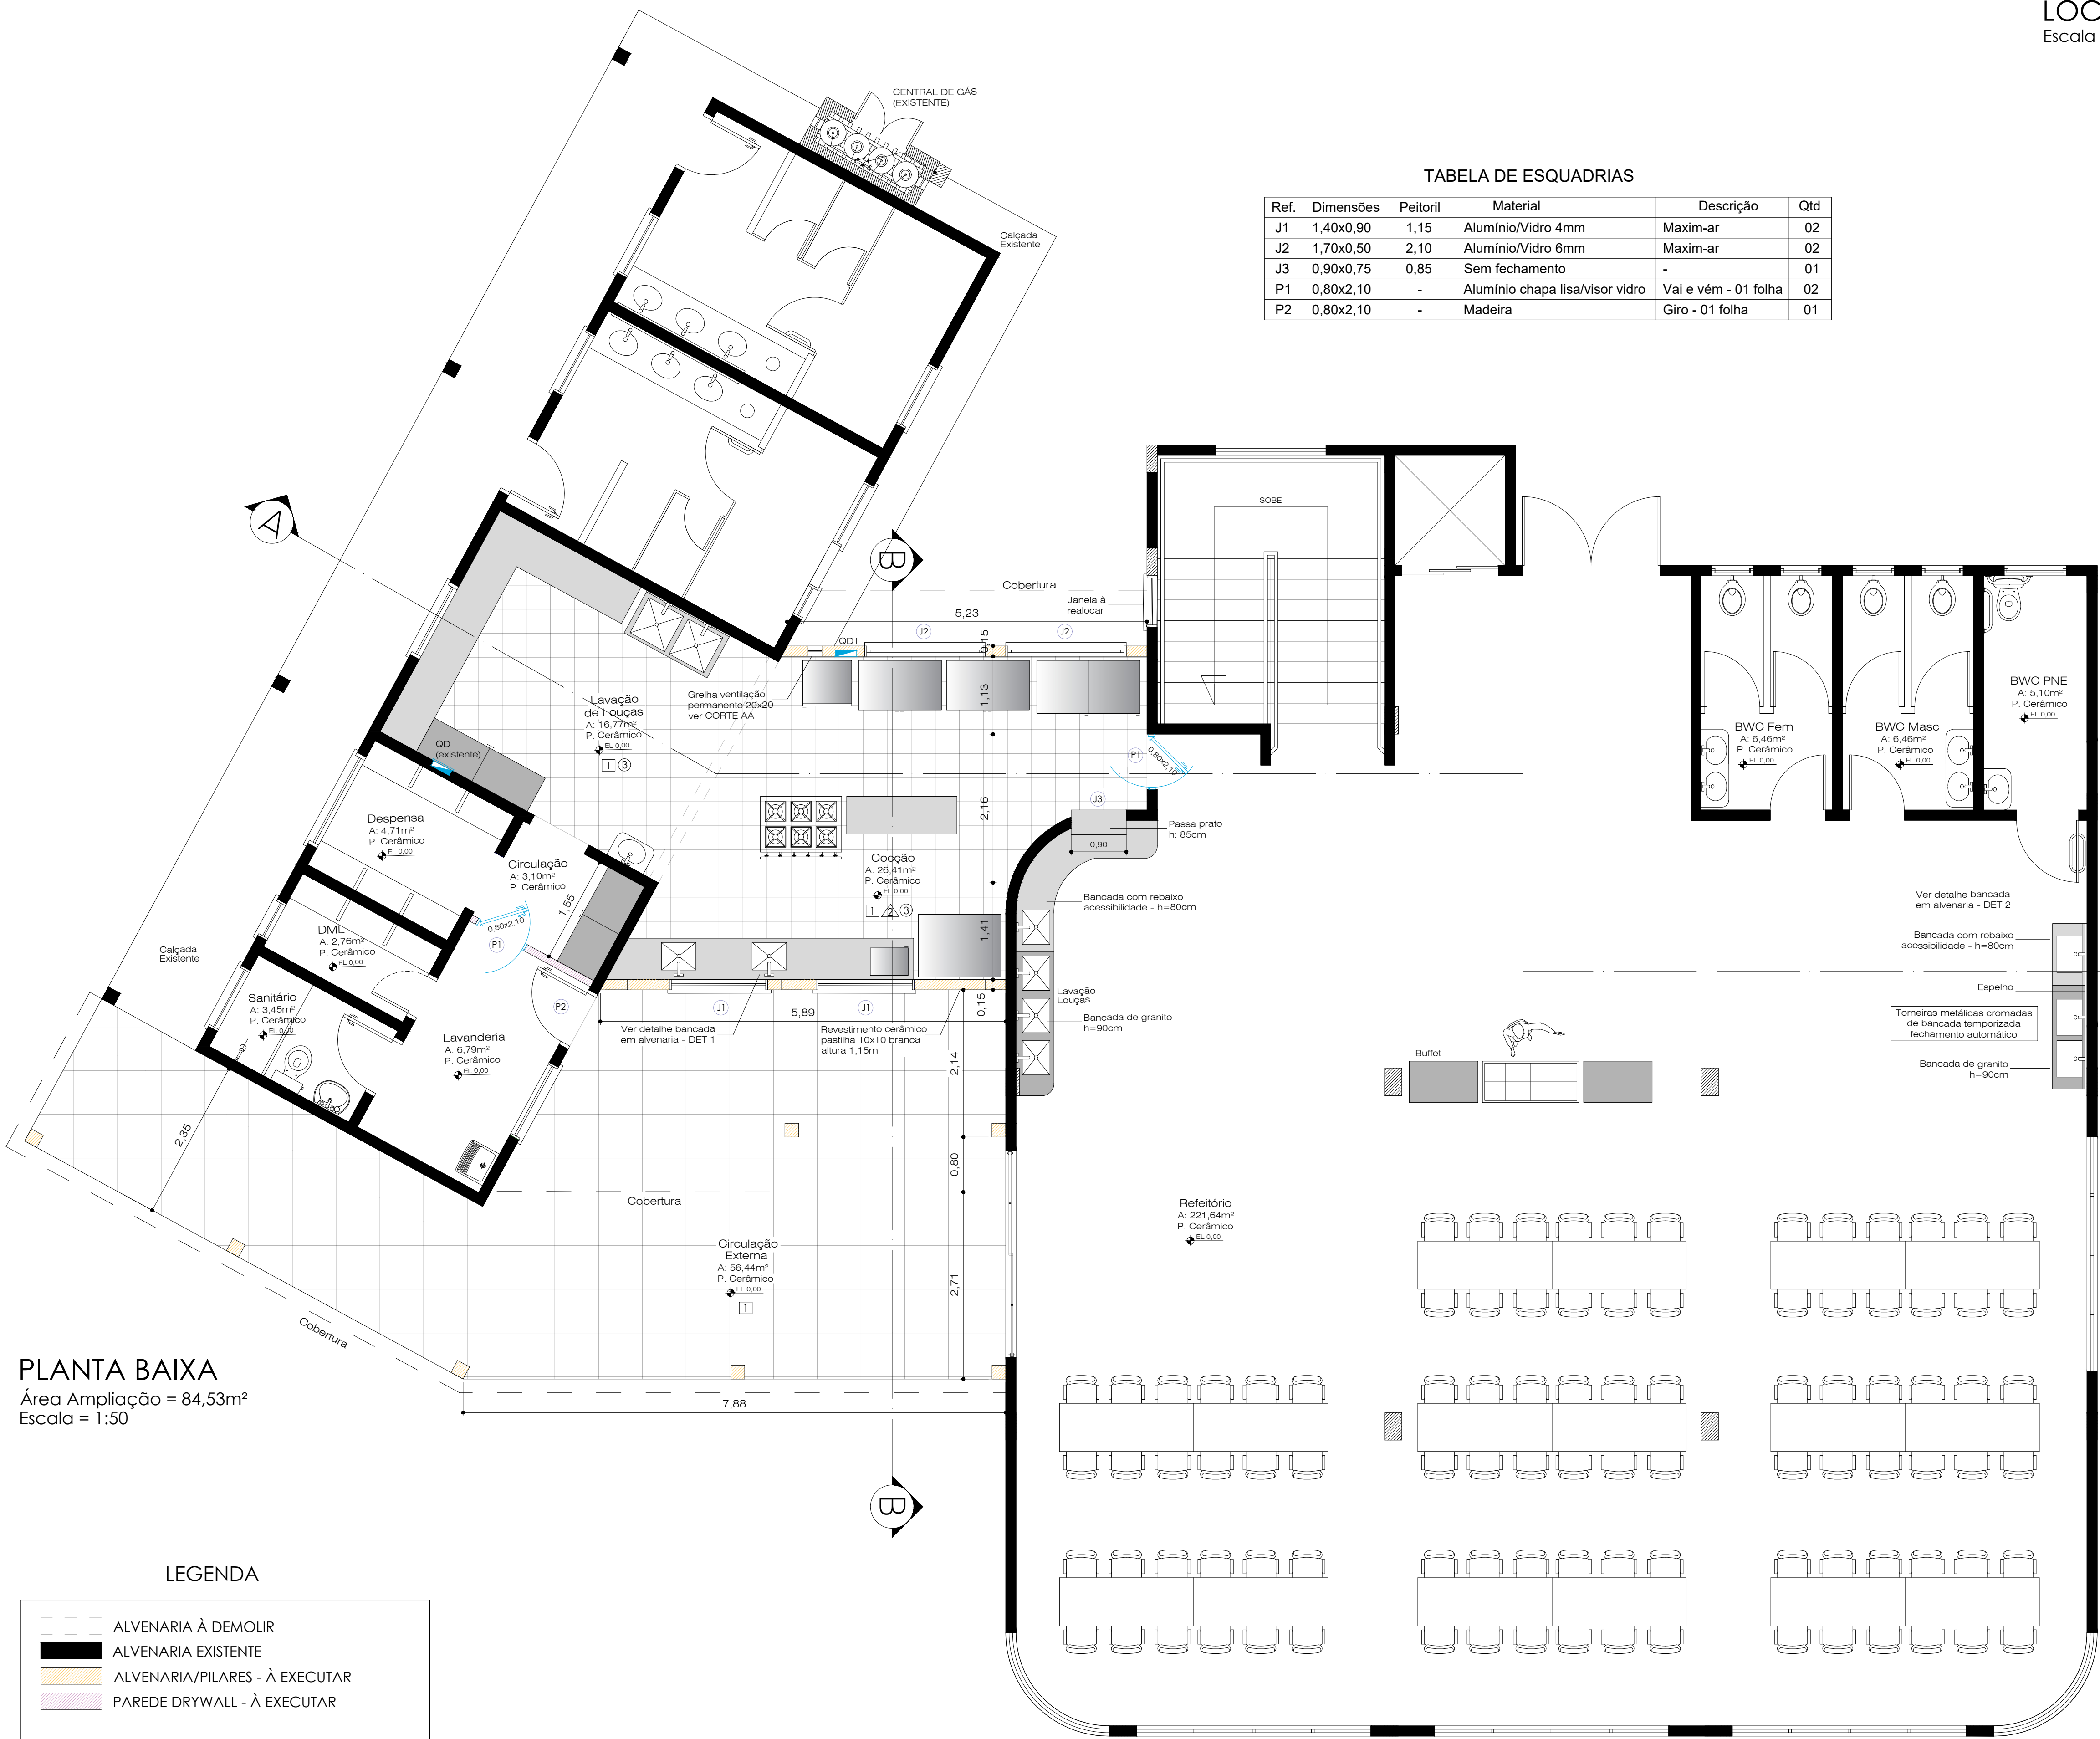 LOC
Escala
CENTRAL DE GÁS
(EXISTENTE)
Calçada
Existente
TABELA DE ESQUADRIAS
Ref. Dimensões Peitoril Material Descrição Qtd
J1 1,40x0,90 1,15 Alumínio/Vidro 4mm Maxim-ar 02
J2 1,70x0,50 2,10 Alumínio/Vidro 6mm Maxim-ar 02
J3 0,90x0,75 0,85 Sem fechamento - 01
P1 0,80x2,10 - Alumínio chapa lisa/visor vidro Vai e vém - 01 folha 02
P2 0,80x2,10 - Madeira Giro - 01 folha 01
A
B
SOBE
Cobertura
Janela à
realocar
5,23
J2
J2
QD1
0,15
1,13
Grelha ventilação
permanente 20x20
ver CORTE AA
Lavação
de Louças
A: 16,77m²
P. Cerâmico
EL 0,00
1 3
QD
(existente)
P1
0,80x2,10
2,16
J3
Passa prato
h: 85cm
0,90
BWC Fem
A: 6,46m²
P. Cerâmico
EL 0,00
BWC Masc
A: 6,46m²
P. Cerâmico
EL 0,00
BWC PNE
A: 5,10m²
P. Cerâmico
EL 0,00
Despensa
A: 4,71m²
P. Cerâmico
EL 0,00
Circulação
A: 3,10m²
P. Cerâmico
1,55
0,80x2,10
P1
Cocção
A: 26,41m²
P. Cerâmico
EL 0,00
1 2 3
1,41
Bancada com rebaixo
acessibilidade - h=80cm
Ver detalhe bancada
em alvenaria - DET 2
Bancada com rebaixo
acessibilidade - h=80cm
Espelho
Torneiras metálicas cromadas
de bancada temporizada
fechamento automático
Bancada de granito
h=90cm
DML
A: 2,76m²
P. Cerâmico
EL 0,00
Calçada
Existente
Sanitário
A: 3,45m²
P. Cerâmico
EL 0,00
Lavanderia
A: 6,79m²
P. Cerâmico
EL 0,00
P2
J1
J1
5,89
0,15
Ver detalhe bancada
em alvenaria - DET 1
Revestimento cerâmico
pastilha 10x10 branca
altura 1,15m
Lavação
Louças
Bancada de granito
h=90cm
Buffet
2,14
2,35
0,80
Cobertura
Refeitório
A: 221,64m²
P. Cerâmico
EL 0,00
Circulação
Externa
A: 56,44m²
P. Cerâmico
EL 0,00
1
2,71
Cobertura
7,88
B
PLANTA BAIXA
Área Ampliação = 84,53m²
Escala = 1:50
LEGENDA
ALVENARIA À DEMOLIR
ALVENARIA EXISTENTE
ALVENARIA/PILARES - À EXECUTAR
PAREDE DRYWALL - À EXECUTAR